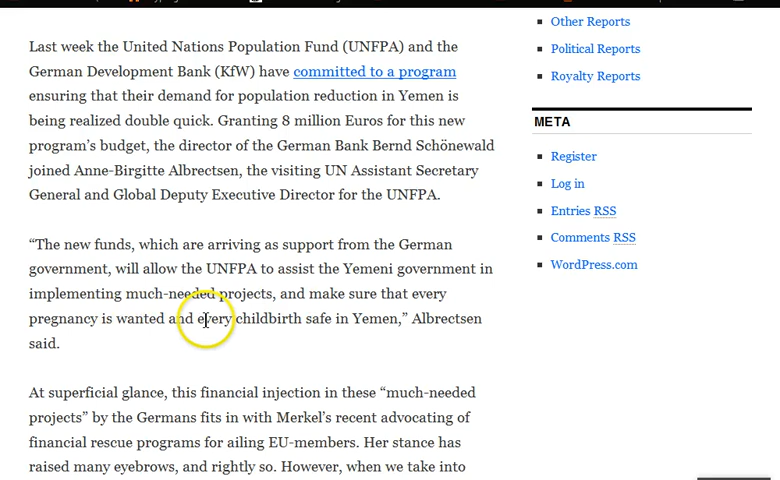 Last week the United Nations Population Fund (UNFPA) and the
German Development Bank (KfW) have committed to a program
ensuring that their demand for population reduction in Yemen is
being realized double quick. Granting 8 million Euros for this new
program’s budget, the director of the German Bank Bernd Schönewald
joined Anne-Birgitte Albrectsen, the visiting UN Assistant Secretary
General and Global Deputy Executive Director for the UNFPA.
“The new funds, which are arriving as support from the German
government, will allow the UNFPA to assist the Yemeni government in
implementing much-needed projects, and make sure that every
pregnancy is wanted and every childbirth safe in Yemen,” Albrectsen
said.
At superficial glance, this financial injection in these “much-needed
projects” by the Germans fits in with Merkel’s recent advocating of
financial rescue programs for ailing EU-members. Her stance has
raised many eyebrows, and rightly so. However, when we take into
Other Reports
Political Reports
Royalty Reports
META
Register
Log in
Entries RSS
Comments RSS
WordPress.com